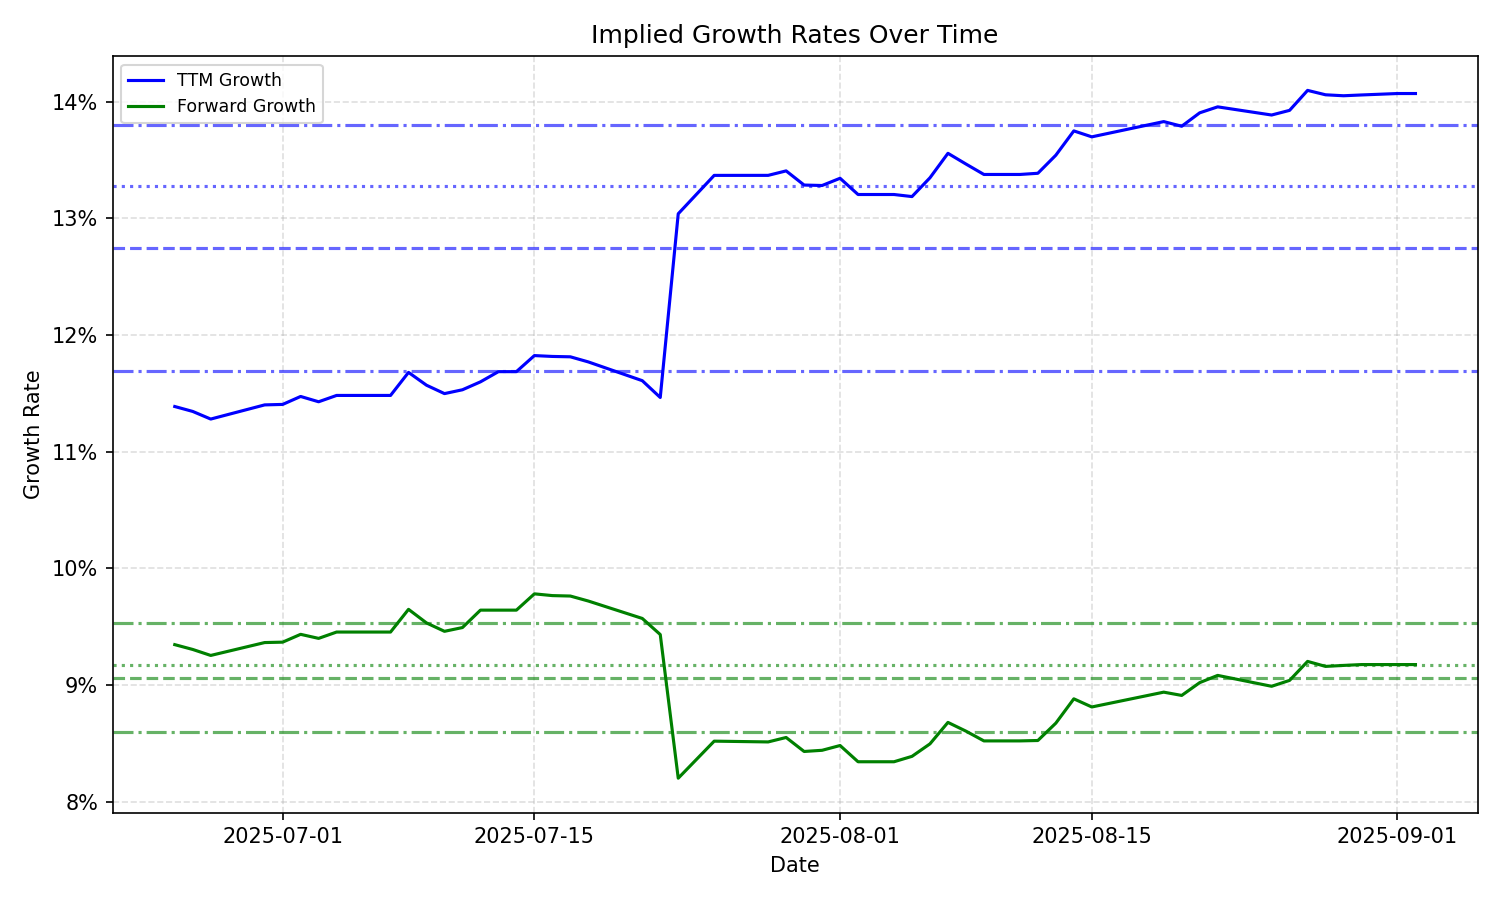 Implied Growth Rates Over Time
TTM Growth
Forward Growth
14%
13%
12%
11%
10%
9%
8%
Growth Rate
2025-07-01
2025-07-15
2025-08-01
2025-08-15
2025-09-01
Date